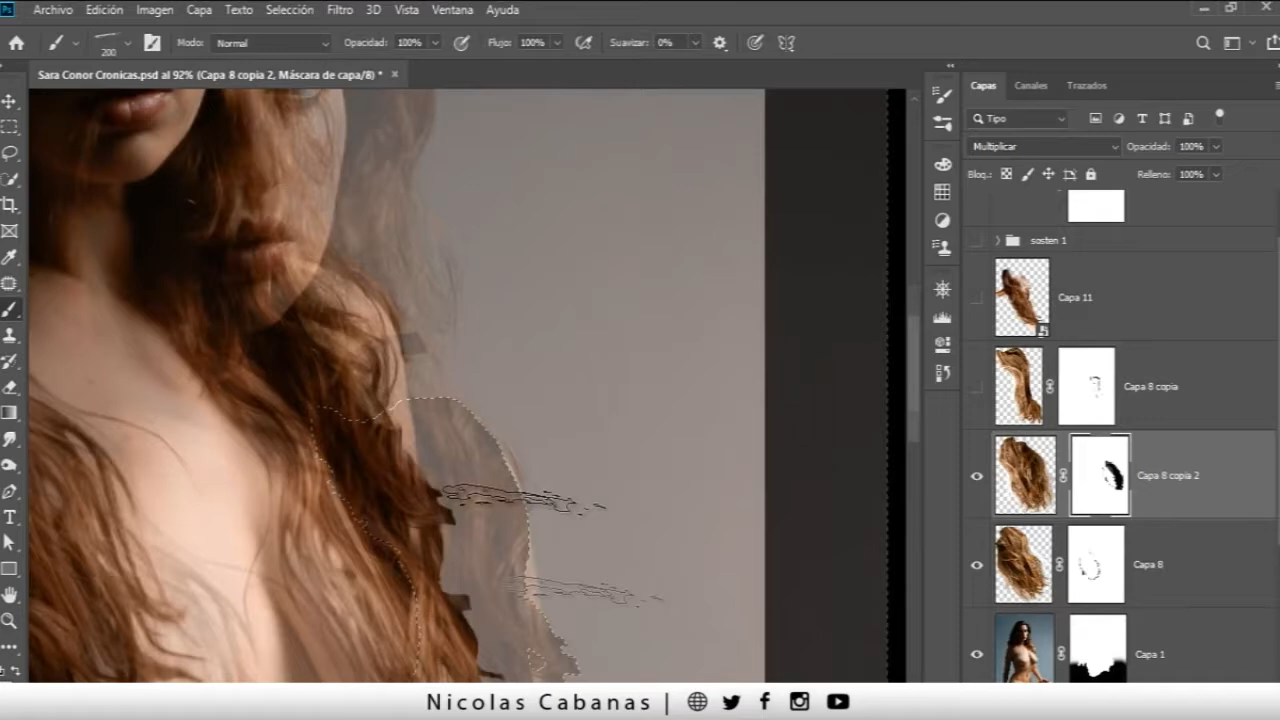 Archivo Edición Imagen Capa Texto Selección Filtro 3D Vista Ventana Ayuda
200 Modo: Normal Opacidad: 100% Flujo: 100% Suavizar: 0%
Sara Conor Cronicas.psd al 92% (Capa 8 copia 2, Máscara de capa/8) * ×
Capas Canales Trazados
Tipo
Multiplicar Opacidad: 100%
Bloq.: Relleno: 100%
sosten 1
Capa 11
Capa 8 copia
Capa 8 copia 2
Capa 8
Capa 1
Nicolas Cabanas |